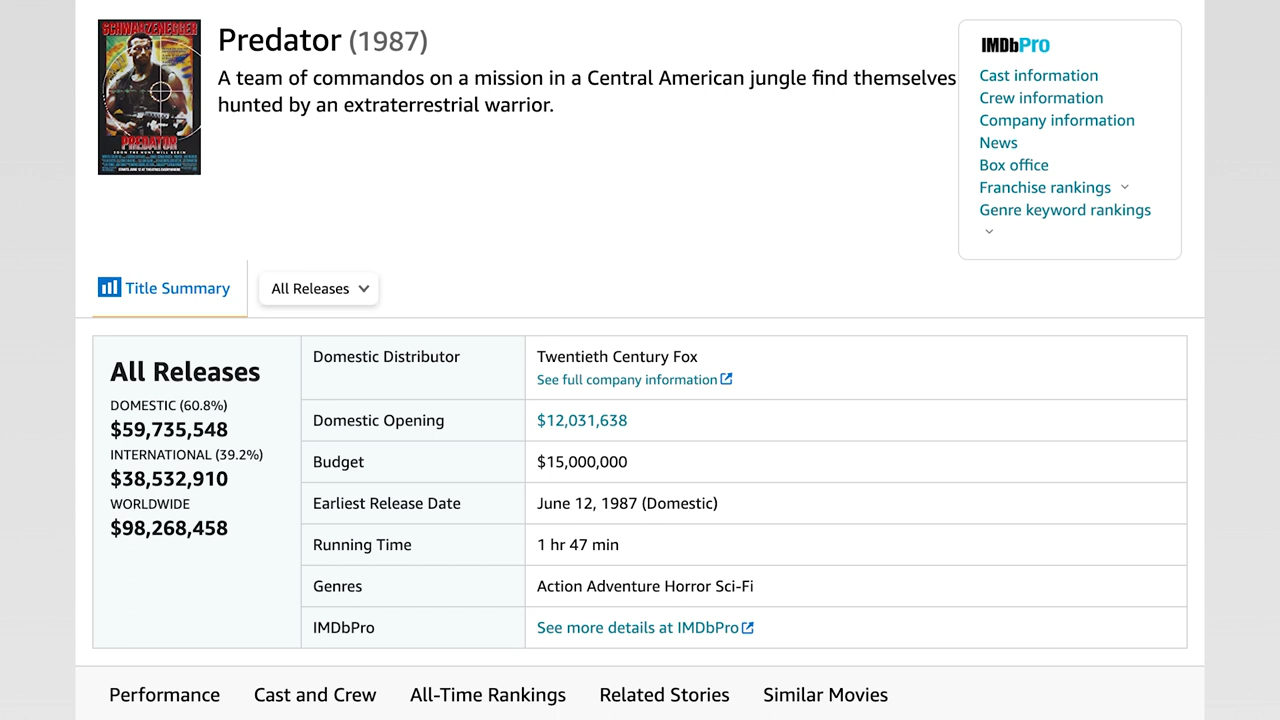 SCHWARZENEGGER
PREDATOR
SOON THE HUNT WILL BEGIN
Predator (1987)
A team of commandos on a mission in a Central American jungle find themselves
hunted by an extraterrestrial warrior.
IMDbPro
Cast information
Crew information
Company information
News
Box office
Franchise rankings
Genre keyword rankings
Title Summary
All Releases
All Releases
DOMESTIC (60.8%)
$59,735,548
INTERNATIONAL (39.2%)
$38,532,910
WORLDWIDE
$98,268,458
Domestic Distributor
Twentieth Century Fox
See full company information
Domestic Opening
$12,031,638
Budget
$15,000,000
Earliest Release Date
June 12, 1987 (Domestic)
Running Time
1 hr 47 min
Genres
Action Adventure Horror Sci-Fi
IMDbPro
See more details at IMDbPro
Performance
Cast and Crew
All-Time Rankings
Related Stories
Similar Movies